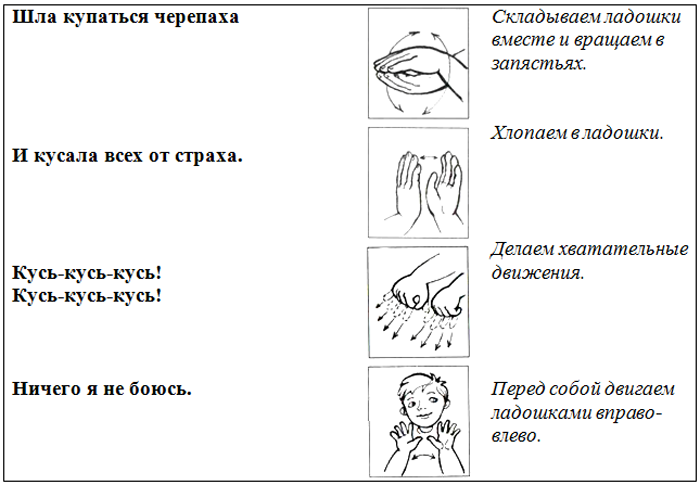 Шла купаться черепаха
Складываем ладошки
вместе и вращаем в
запястьях.
И кусала всех от страха.
Хлопаем в ладошки.
Кусь-кусь-кусь!
Кусь-кусь-кусь!
Делаем хватательные
движения.
Ничего я не боюсь.
Перед собой двигаем
ладошками вправо-
влево.